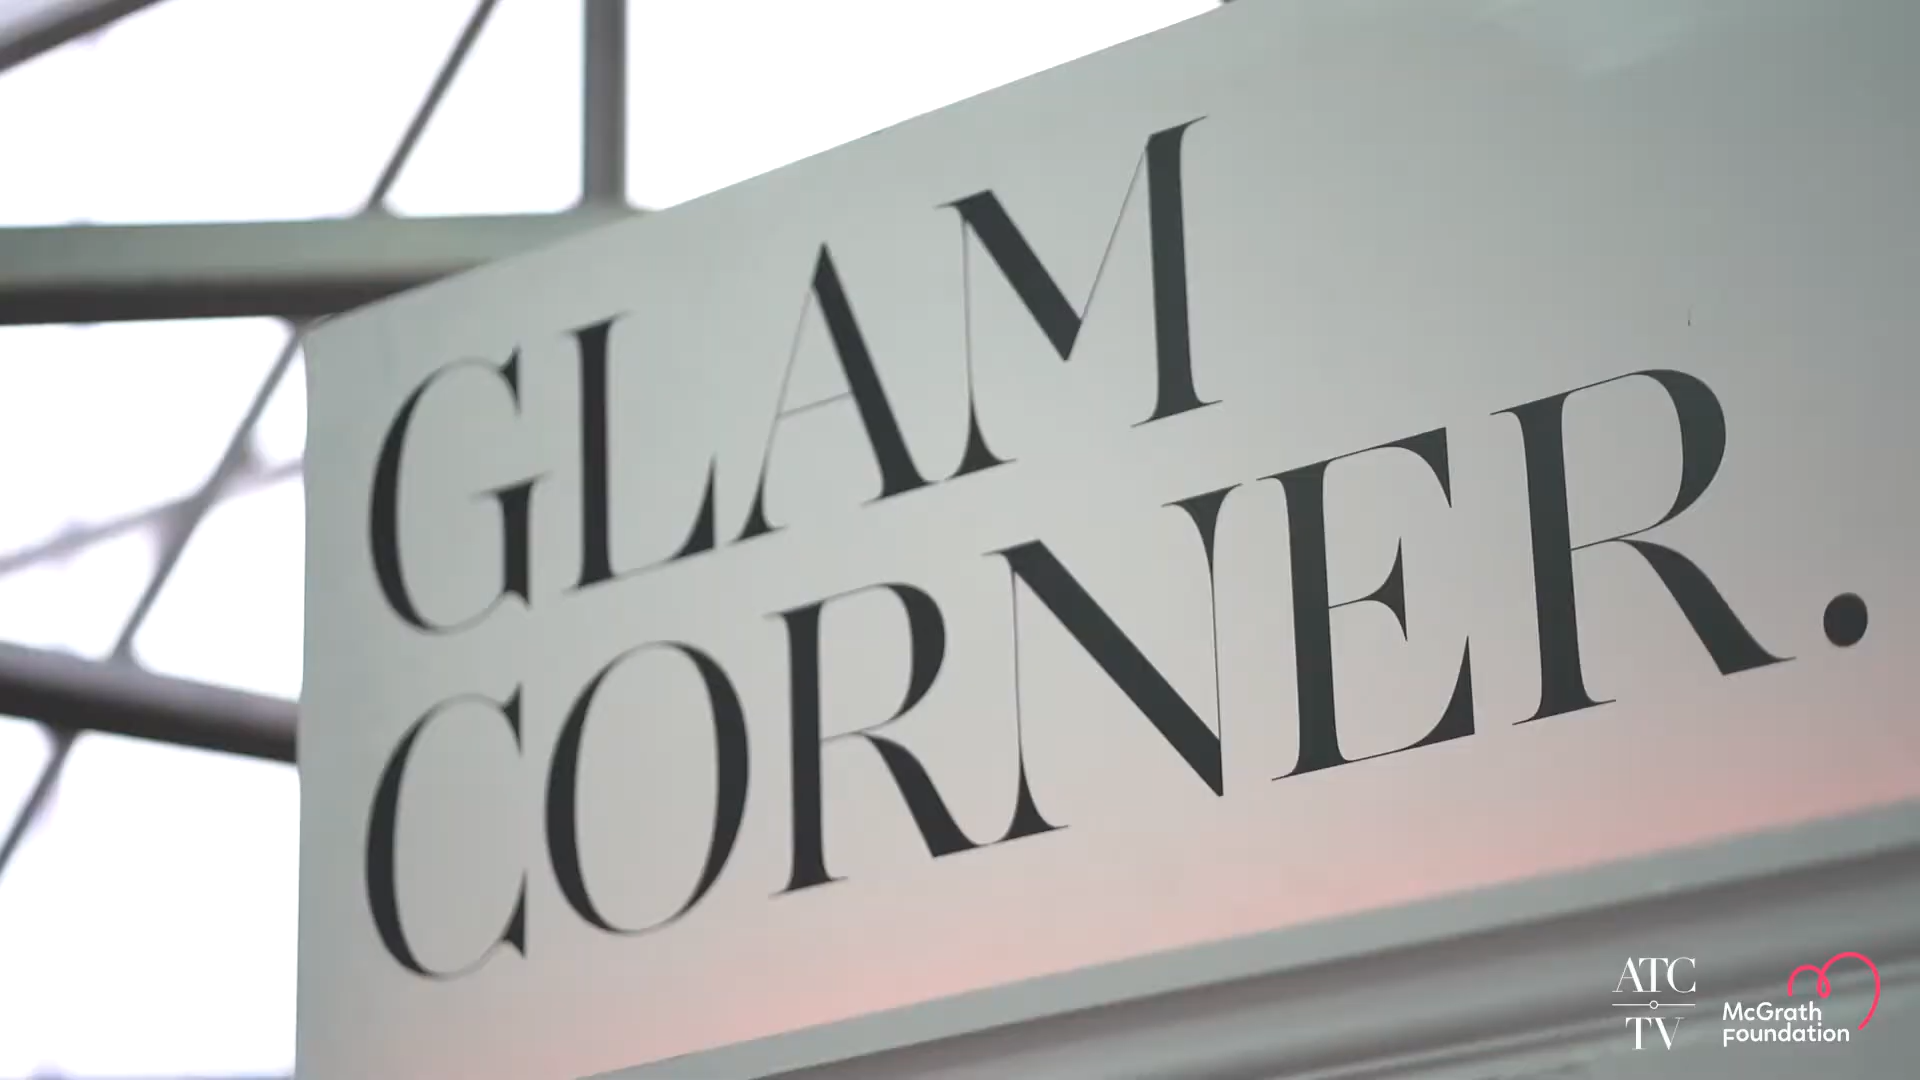 GLAM
CORNER.
ATC
TV
McGrath
Foundation